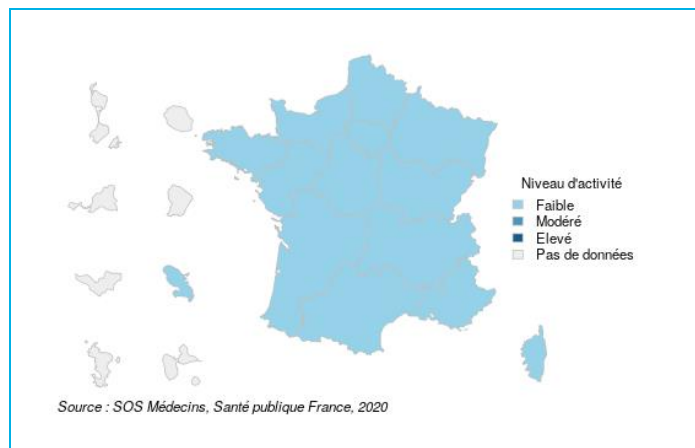 Niveau d'activité
Faible
Modéré
Elevé
Pas de données
Source : SOS Médecins, Santé publique France, 2020